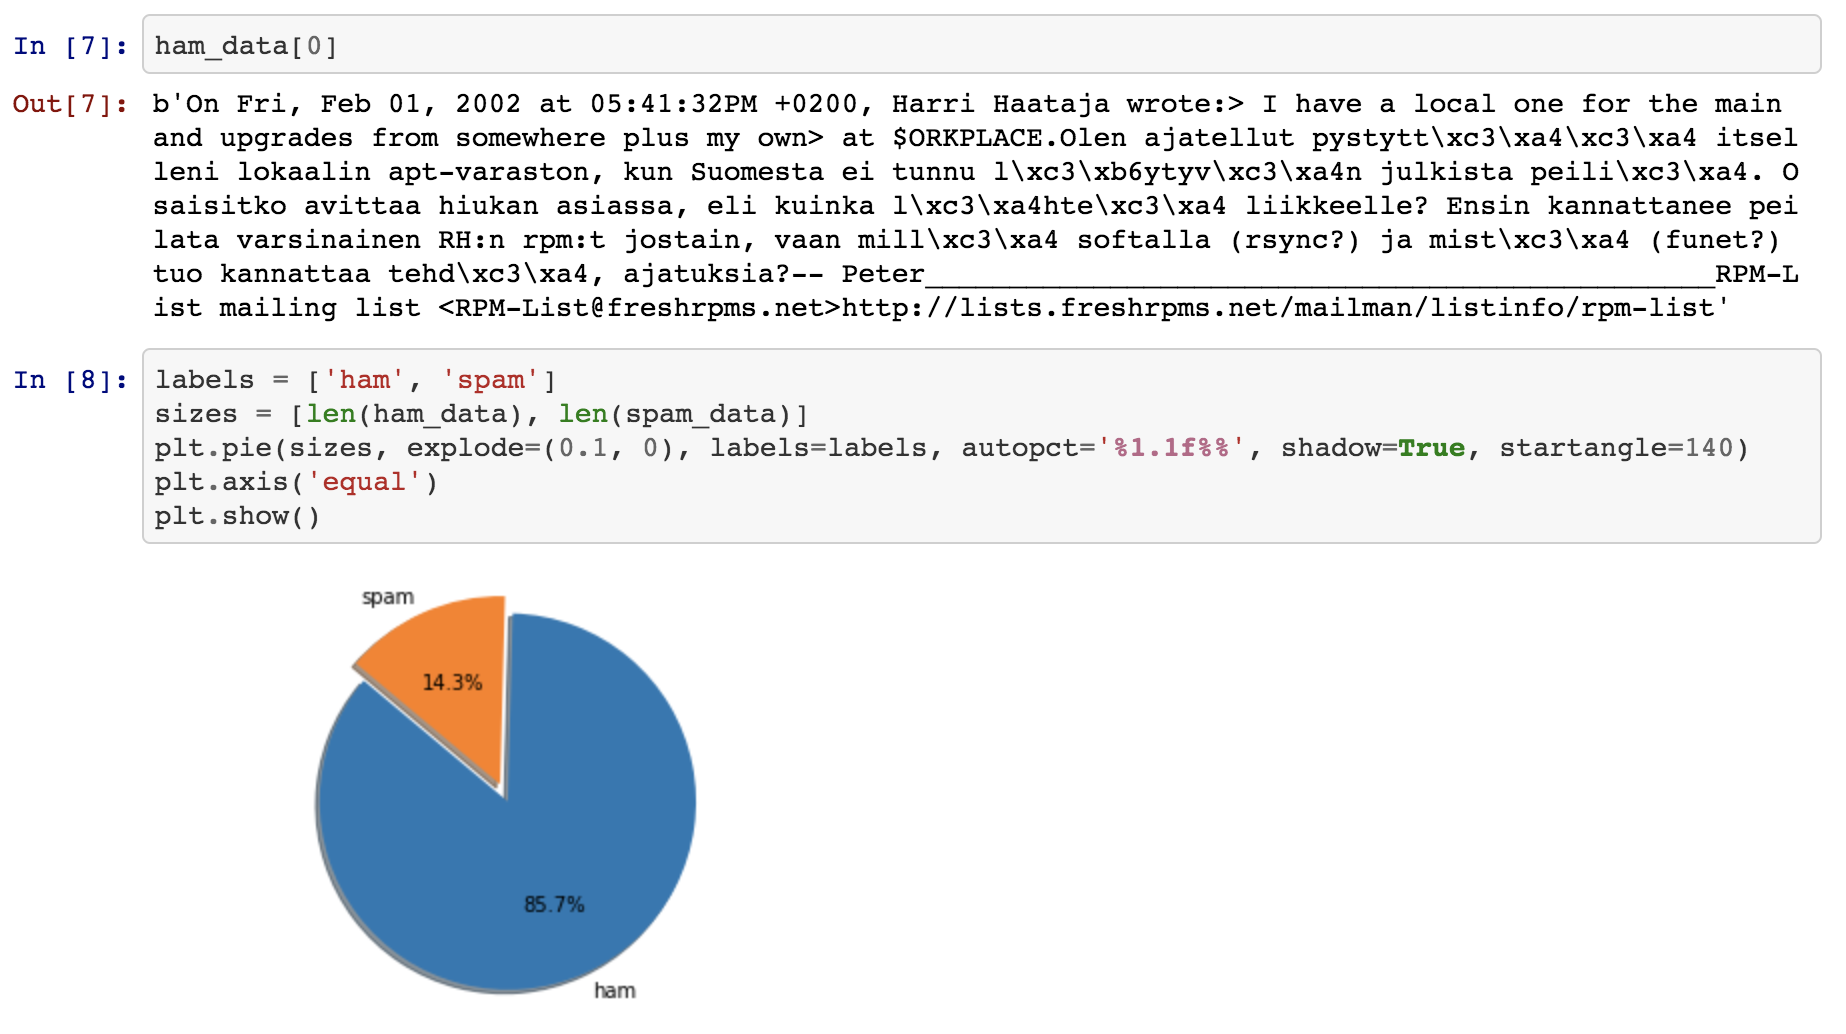 In [7]: ham_data[0]
Out[7]: b'On Fri, Feb 01, 2002 at 05:41:32PM +0200, Harri Haataja wrote:> I have a local one for the main
and upgrades from somewhere plus my own> at $ORKPLACE.Olen ajatellut pystytt\xc3\xa4\xc3\xa4 itsel
leni lokaalin apt-varaston, kun Suomesta ei tunnu l\xc3\xb6ytyv\xc3\xa4n julkista peili\xc3\xa4. O
saisitko avittaa hiukan asiassa, eli kuinka l\xc3\xa4hte\xc3\xa4 liikkeelle? Ensin kannattanee pei
lata varsinainen RH:n rpm:t jostain, vaan mill\xc3\xa4 softalla (rsync?) ja mist\xc3\xa4 (funet?)
tuo kannattaa tehd\xc3\xa4, ajatuksia?-- Peter_______________________________________________RPM-L
ist mailing list <RPM-List@freshrpms.net>http://lists.freshrpms.net/mailman/listinfo/rpm-list'
In [8]: labels = ['ham', 'spam']
sizes = [len(ham_data), len(spam_data)]
plt.pie(sizes, explode=(0.1, 0), labels=labels, autopct='%1.1f%%', shadow=True, startangle=140)
plt.axis('equal')
plt.show()
spam
14.3%
85.7%
ham